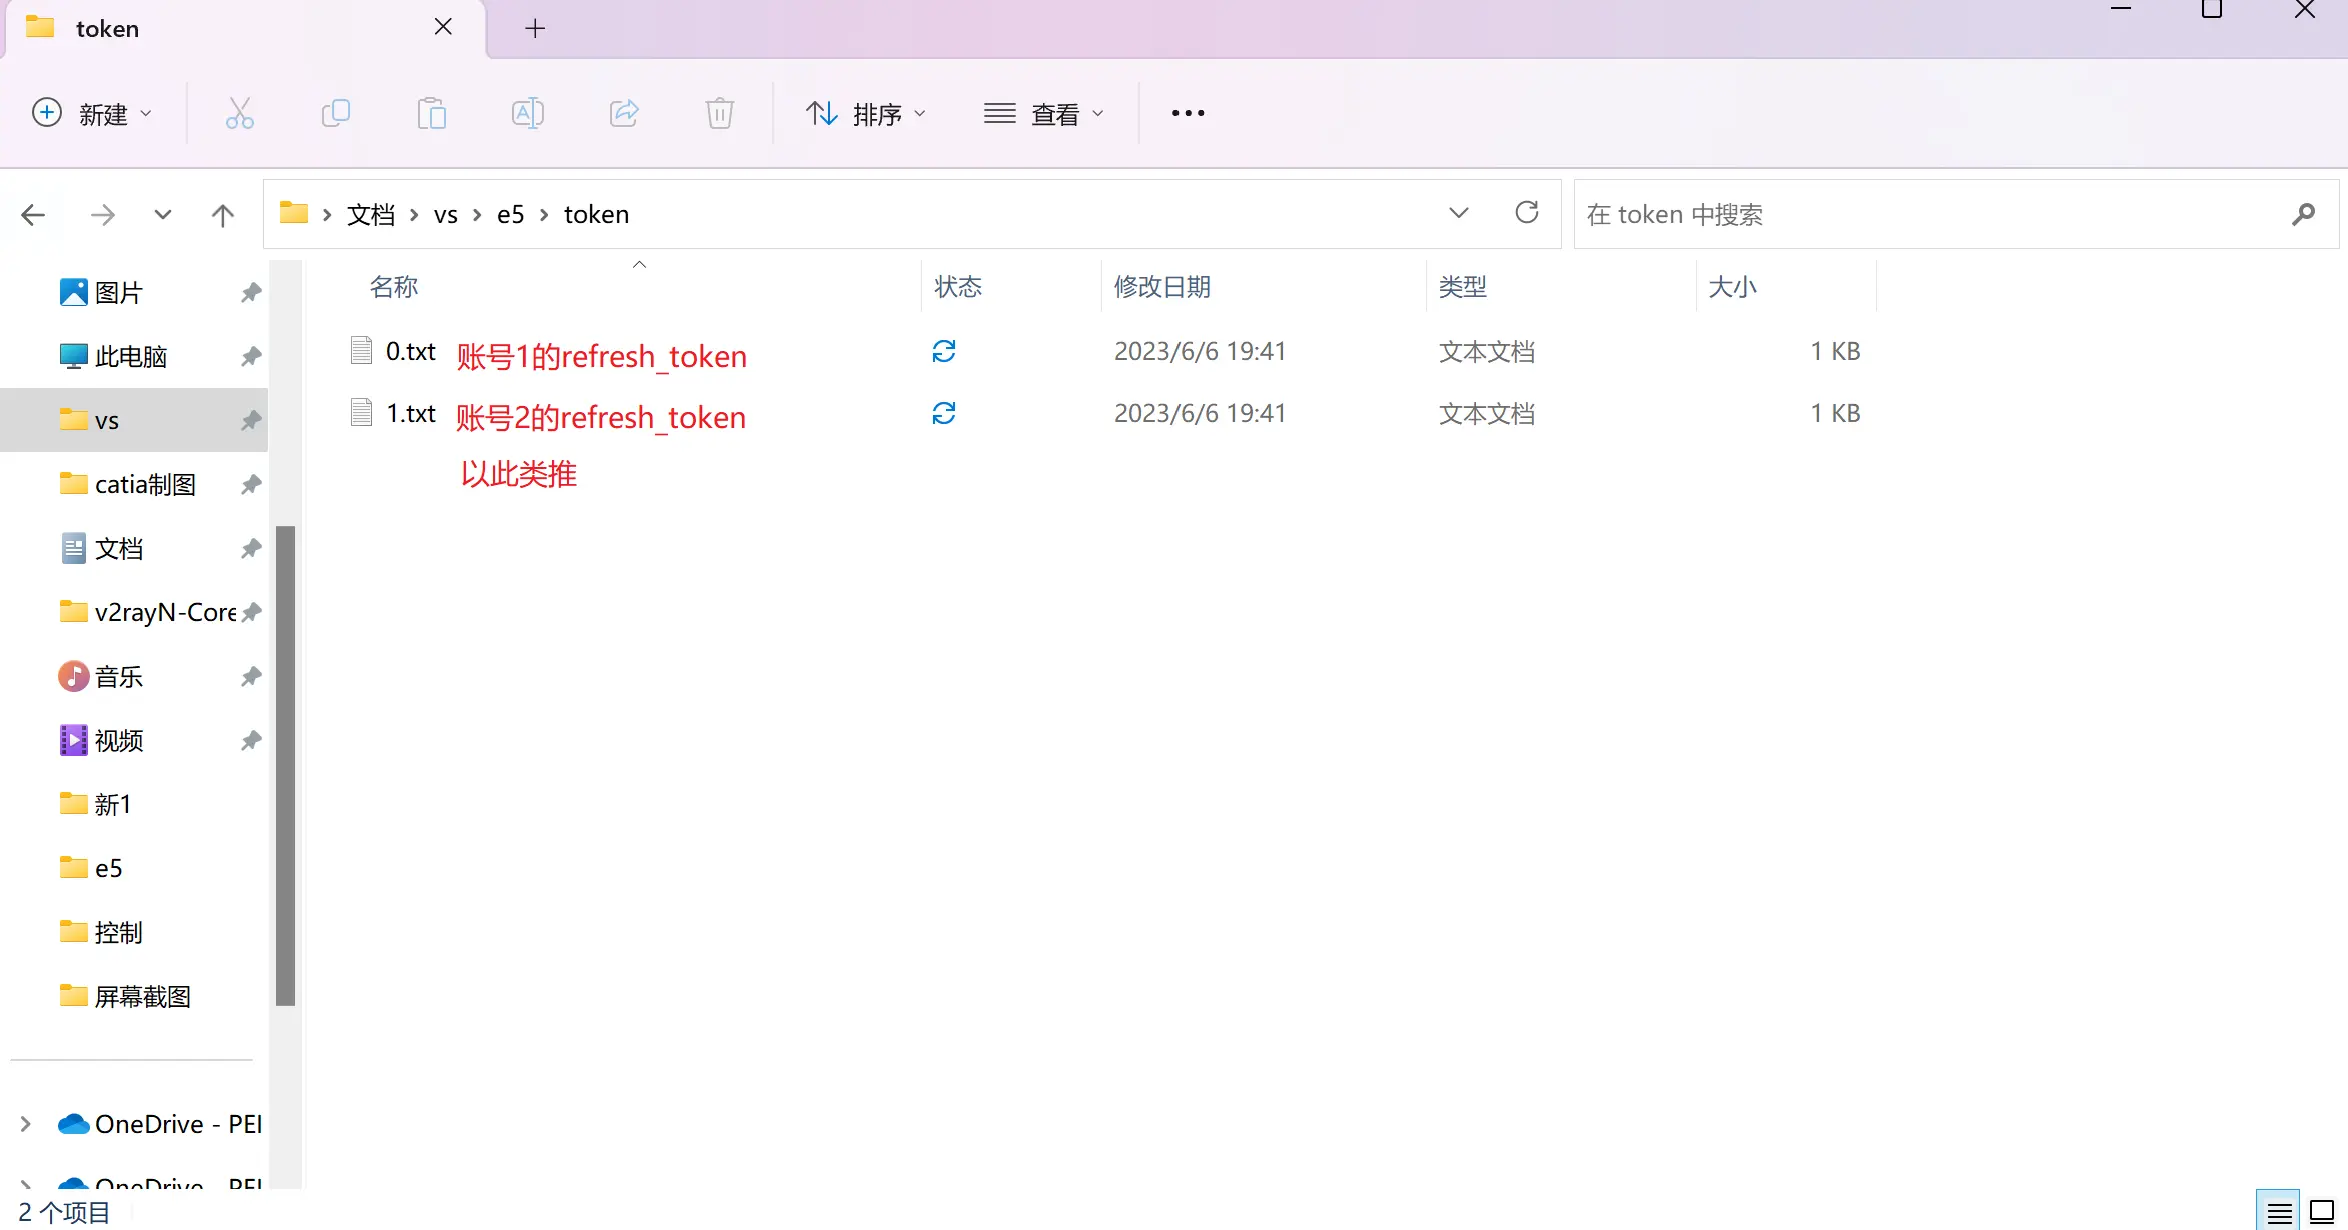 token
新建
排序
查看
文档 vs e5 token
在 token 中搜索
名称 状态 修改日期 类型 大小
0.txt 账号1的refresh_token 2023/6/6 19:41 文本文档 1 KB
1.txt 账号2的refresh_token 2023/6/6 19:41 文本文档 1 KB
以此类推
图片
此电脑
vs
catia制图
文档
v2rayN-Core
音乐
视频
新1
e5
控制
屏幕截图
OneDrive - PEI
OneDrive - PEI
2 个项目